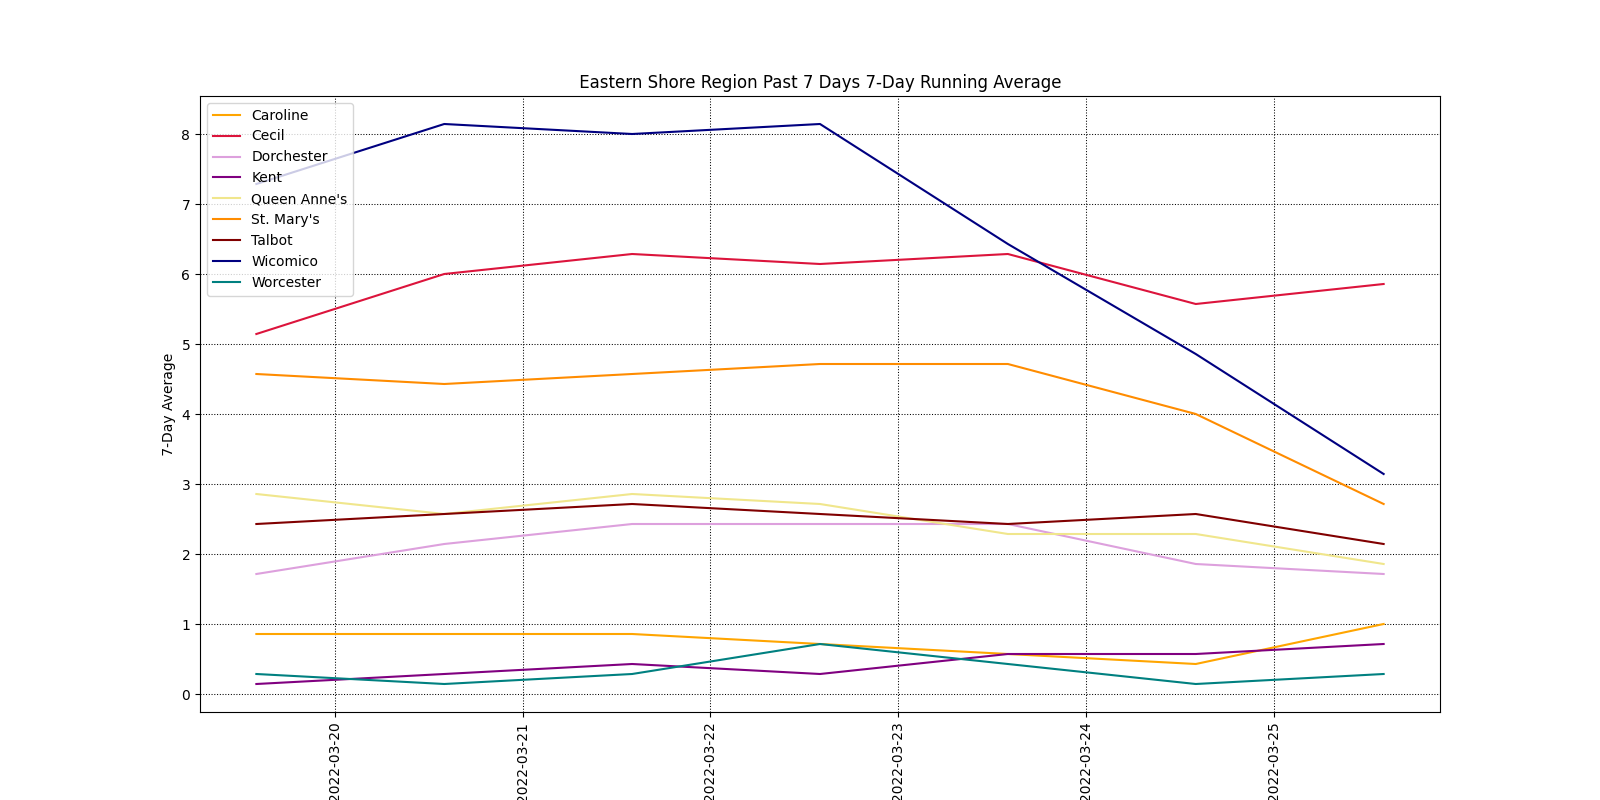 Eastern Shore Region Past 7 Days 7-Day Running Average
Caroline
Cecil
Dorchester
Kent
Queen Anne's
St. Mary's
Talbot
Wicomico
Worcester
7-Day Average
8
7
6
5
4
3
2
1
0
2022-03-20
2022-03-21
2022-03-22
2022-03-23
2022-03-24
2022-03-25